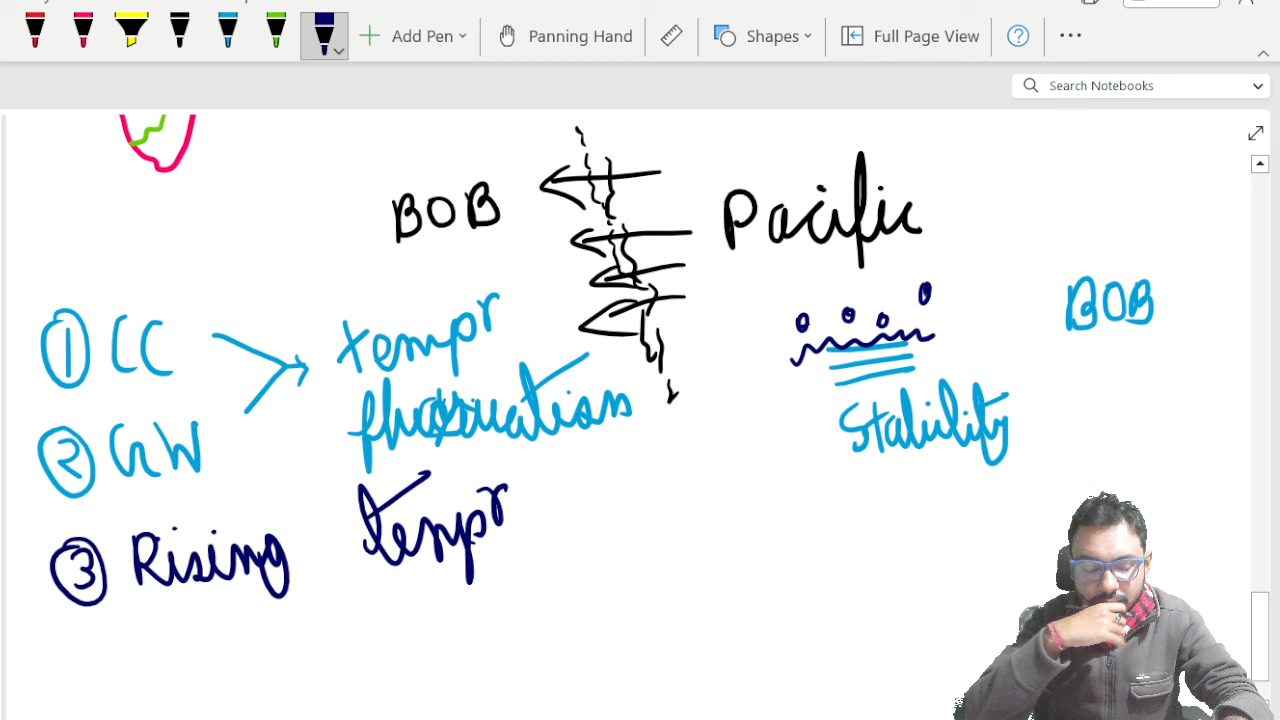 Add Pen
Panning Hand
Shapes
Full Page View
Search Notebooks
BOB
Pacific
BOB
① CC
tempr
fluctuations
Stability
② GW
③ Rising tempr